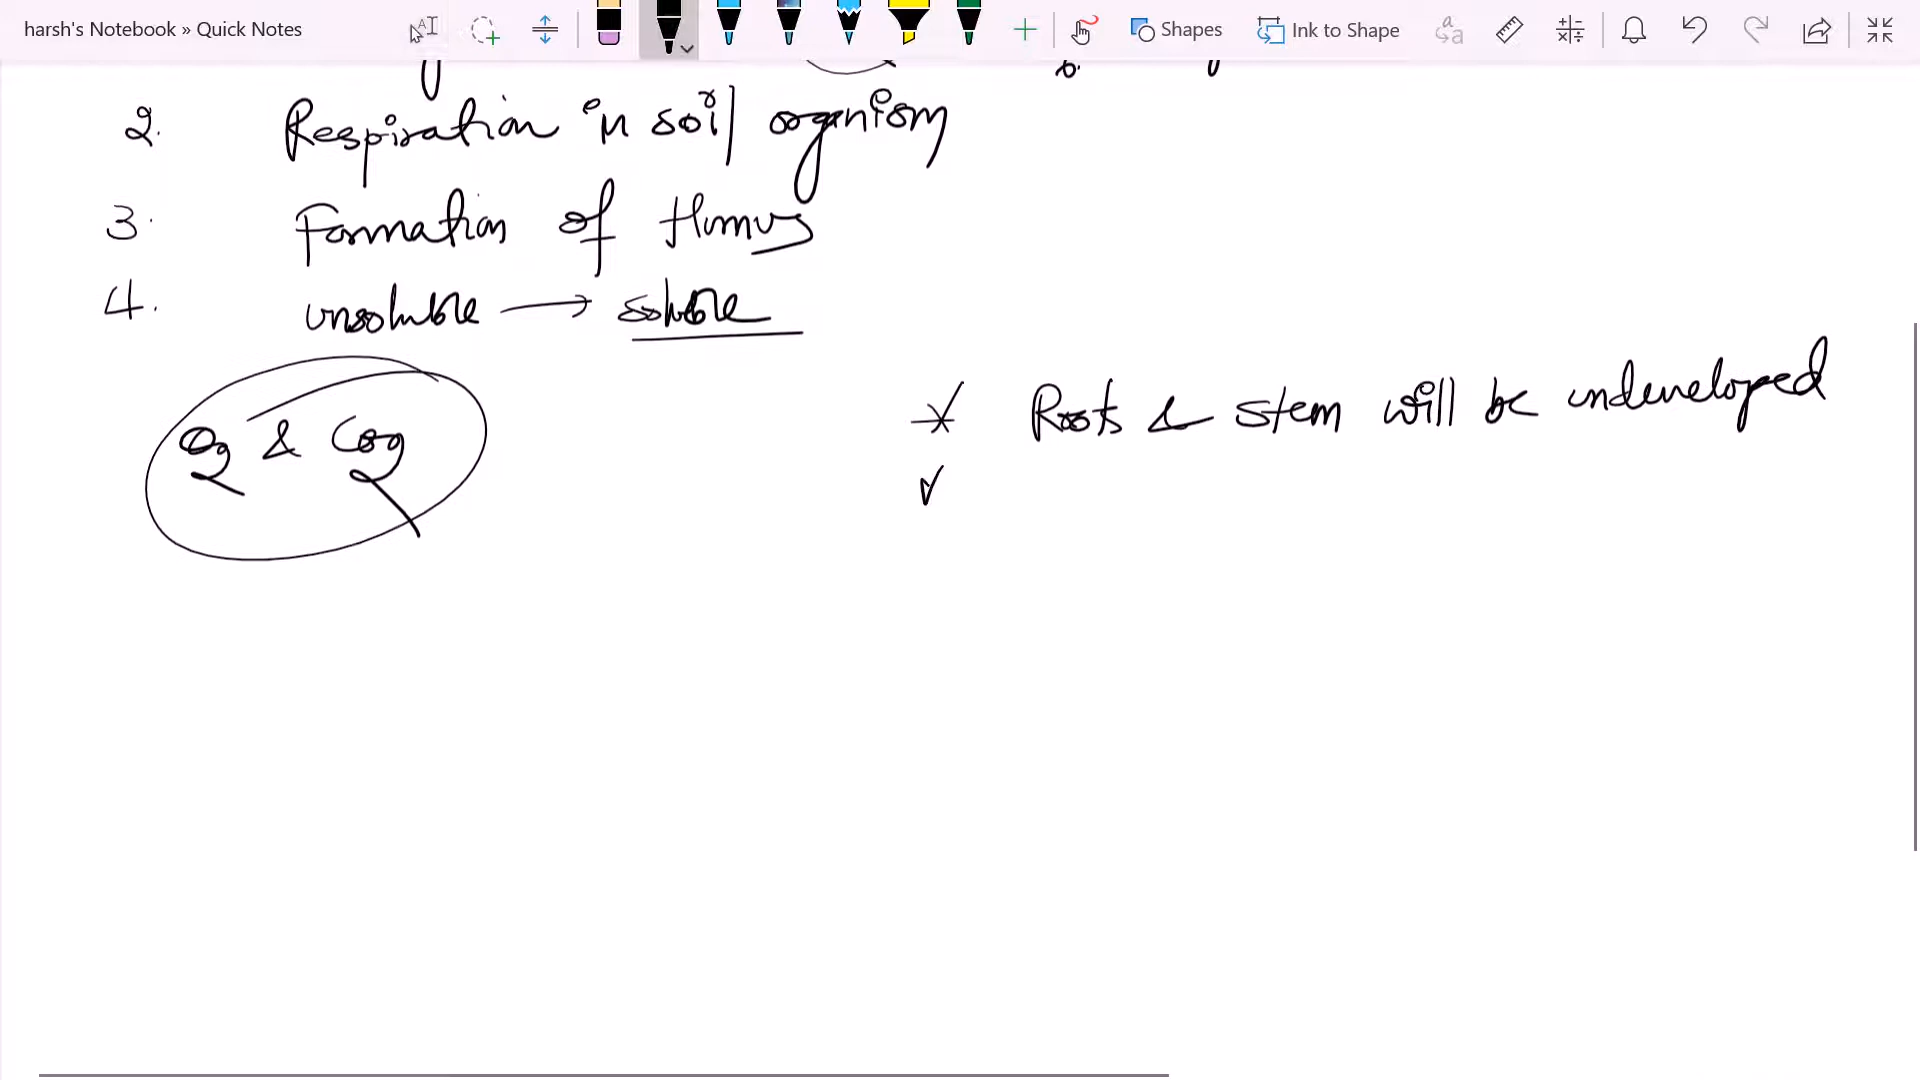 harsh's Notebook » Quick Notes
Shapes
Ink to Shape
2. Respiration in soil organism
3. Formation of Humus
4. unsoluble → soluble
O2 & CO2
* Roots & stem will be undeveloped